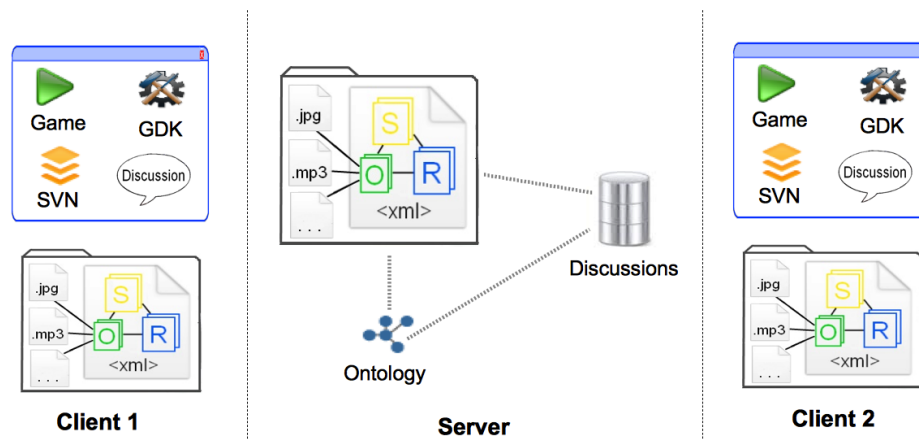 Game
GDK
SVN
Discussion
.jpg
.mp3
. . .
S
O
R
<xml>
Client 1
.jpg
.mp3
. . .
S
O
R
<xml>
Discussions
Ontology
Server
Game
GDK
SVN
Discussion
.jpg
.mp3
. . .
S
O
R
<xml>
Client 2